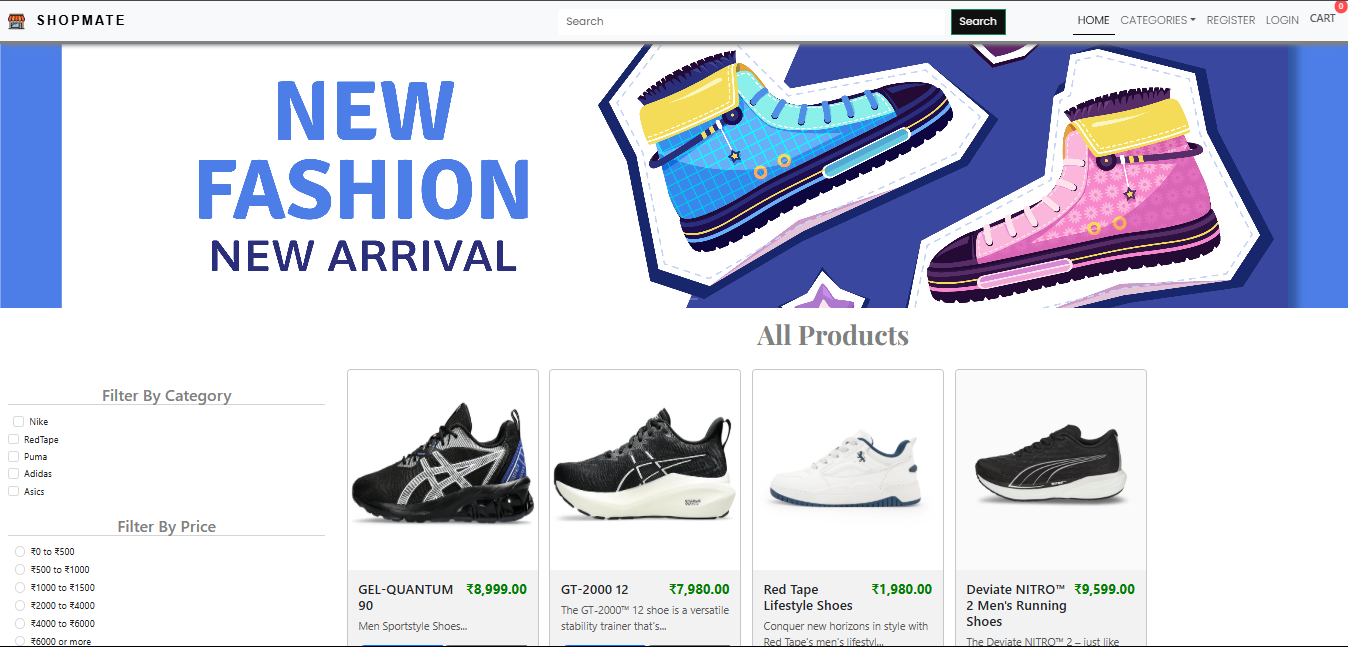 SHOPMATE
Search
Search
HOME
CATEGORIES
REGISTER
LOGIN
CART
0
NEW
FASHION
NEW ARRIVAL
All Products
Filter By Category
Nike
RedTape
Puma
Adidas
Asics
Filter By Price
₹0 to ₹500
₹500 to ₹1000
₹1000 to ₹1500
₹2000 to ₹4000
₹4000 to ₹6000
₹6000 or more
GEL-QUANTUM 90
₹8,999.00
Men Sportstyle Shoes...
GT-2000 12
₹7,980.00
The GT-2000™ 12 shoe is a versatile
stability trainer that's...
Red Tape
Lifestyle Shoes
₹1,980.00
Conquer new horizons in style with
Red Tape's men's lifestyl...
Deviate NITRO™
2 Men's Running
Shoes
₹9,599.00
The Deviate NITRO™ 2 – just like